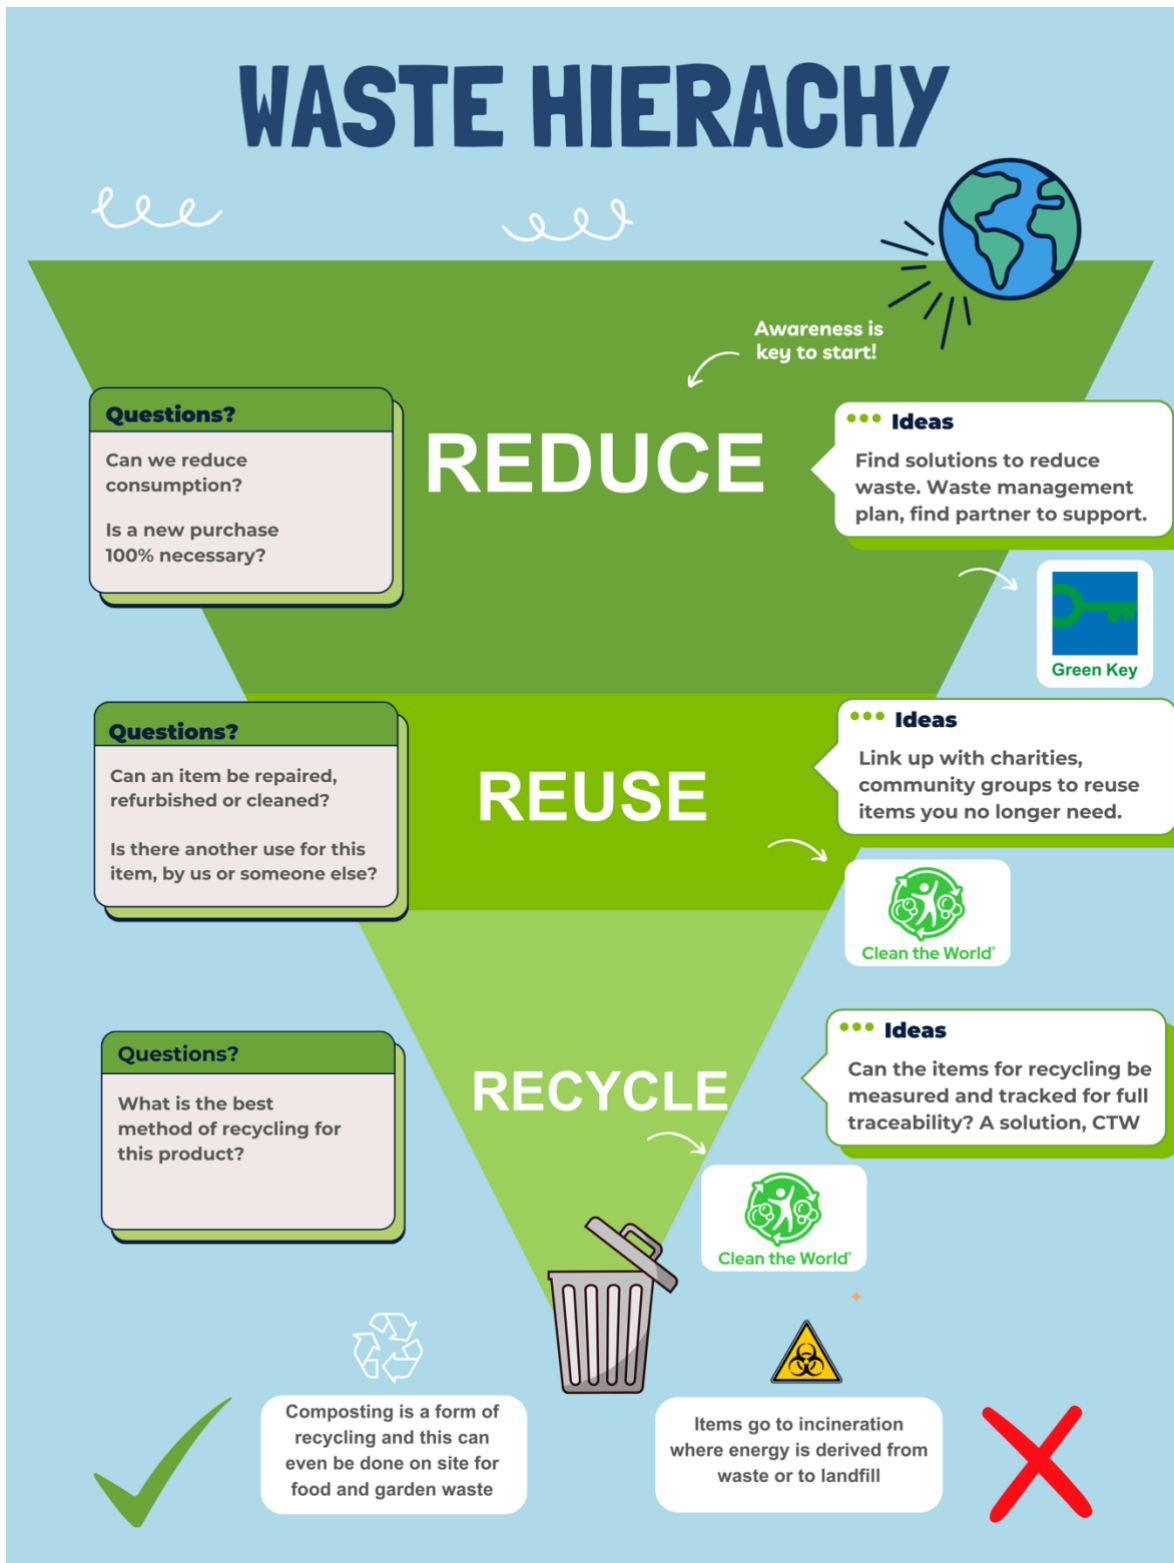 WASTE HIERACHY
Awareness is
key to start!
Questions?
Can we reduce
consumption?
Is a new purchase
100% necessary?
REDUCE
Ideas
Find solutions to reduce
waste. Waste management
plan, find partner to support.
Green Key
Questions?
Can an item be repaired,
refurbished or cleaned?
Is there another use for this
item, by us or someone else?
REUSE
Ideas
Link up with charities,
community groups to reuse
items you no longer need.
Clean the World®
Questions?
What is the best
method of recycling for
this product?
RECYCLE
Ideas
Can the items for recycling be
measured and tracked for full
traceability? A solution, CTW
Clean the World®
Composting is a form of
recycling and this can
even be done on site for
food and garden waste
Items go to incineration
where energy is derived from
waste or to landfill